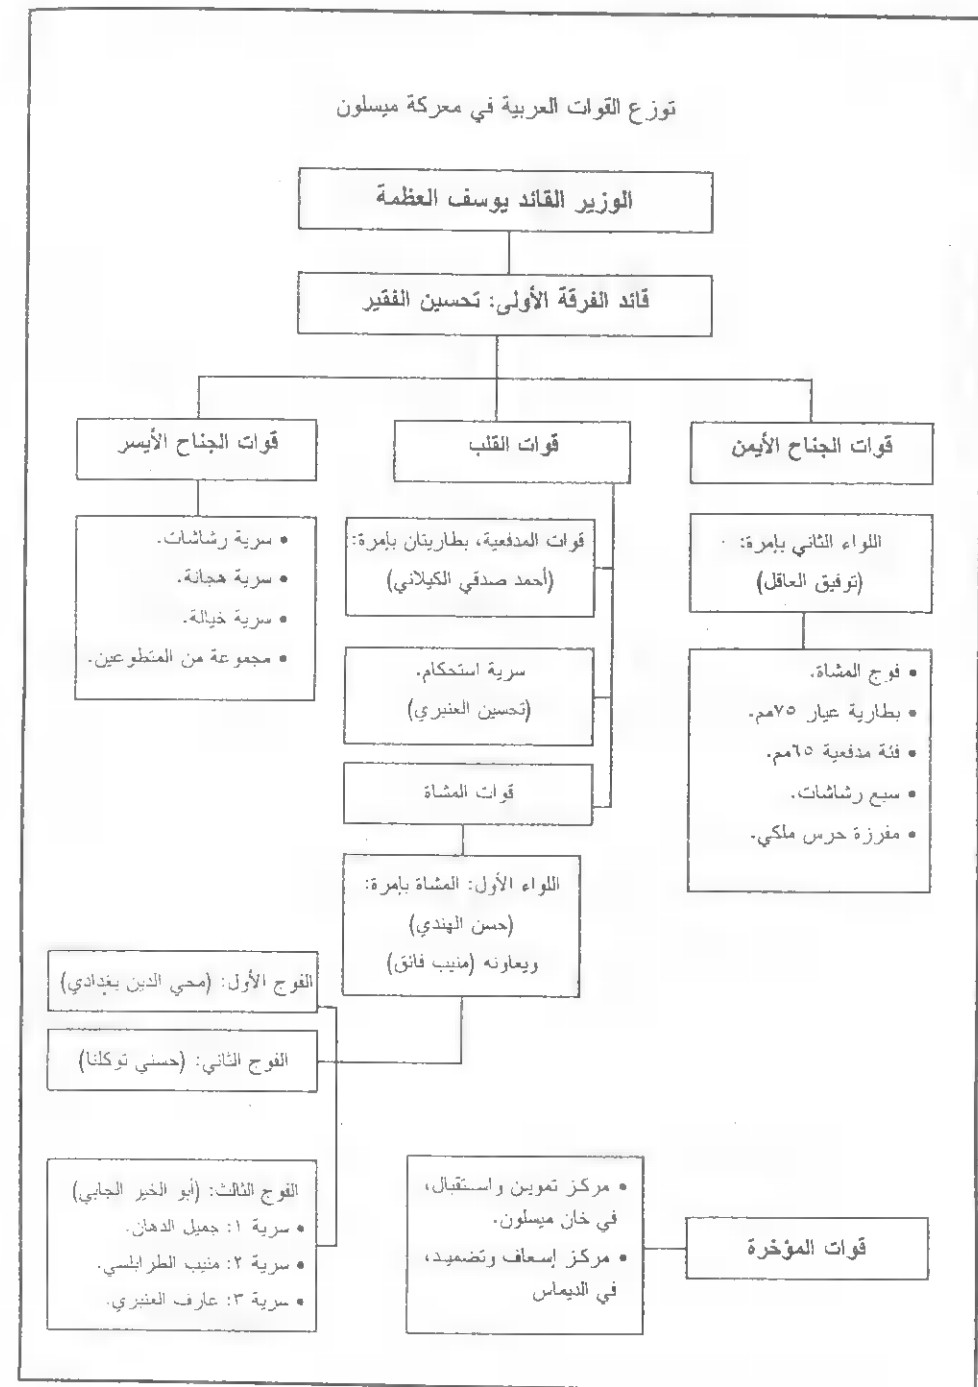 توزع القوات العربية في معركة ميسلون
الوزير القائد يوسف العظمة
قائد الفرقة الأولى: تحسين الفقير
قوات الجناح الأيمن
اللواء الثاني بإمرة:
(توفيق العاقل)
• فوج المشاة.
• بطارية عيار ٧٥مم.
• فئة مدفعية ٦٥مم.
• سبع رشاشات.
• مفرزة حرس ملكي.
قوات القلب
قوات المدفعية، بطاريتان بإمرة:
(أحمد صدقي الكيلاني)
سرية استحكام.
(تحسين العنبري)
قوات المشاة
اللواء الأول: المشاة بإمرة:
(حسن الهندي)
ويعاونه (منيب فائق)
الفوج الأول: (محي الدين بغدادي)
الفوج الثاني: (حسني توكلنا)
الفوج الثالث: (أبو الخير الجابي)
• سرية ١: جميل الدهان.
• سرية ٢: منيب الطرابلسي.
• سرية ٣: عارف العنبري.
قوات الجناح الأيسر
• سرية رشاشات.
• سرية هجانة.
• سرية خيالة.
• مجموعة من المتطوعين.
قوات المؤخرة
• مركز تموين واستقبال،
في خان ميسلون.
• مركز إسعاف وتضميد،
في الديماس